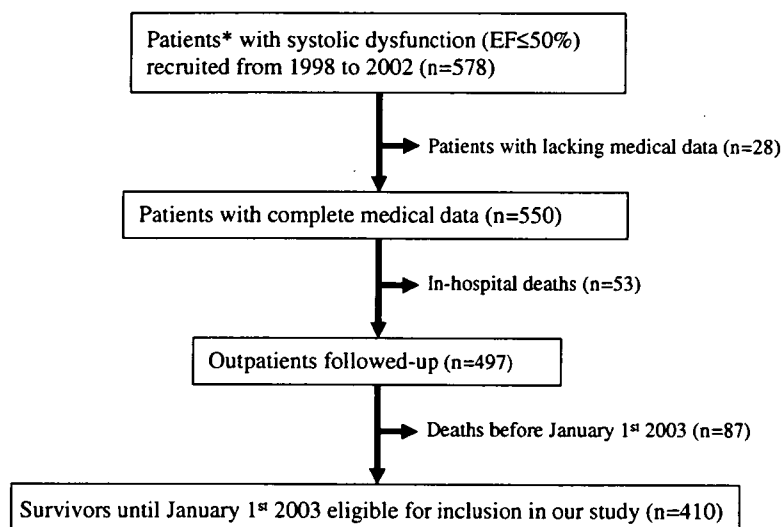 Patients* with systolic dysfunction (EF≤50%)
recruited from 1998 to 2002 (n=578)
Patients with lacking medical data (n=28)
Patients with complete medical data (n=550)
In-hospital deaths (n=53)
Outpatients followed-up (n=497)
Deaths before January 1st 2003 (n=87)
Survivors until January 1st 2003 eligible for inclusion in our study (n=410)